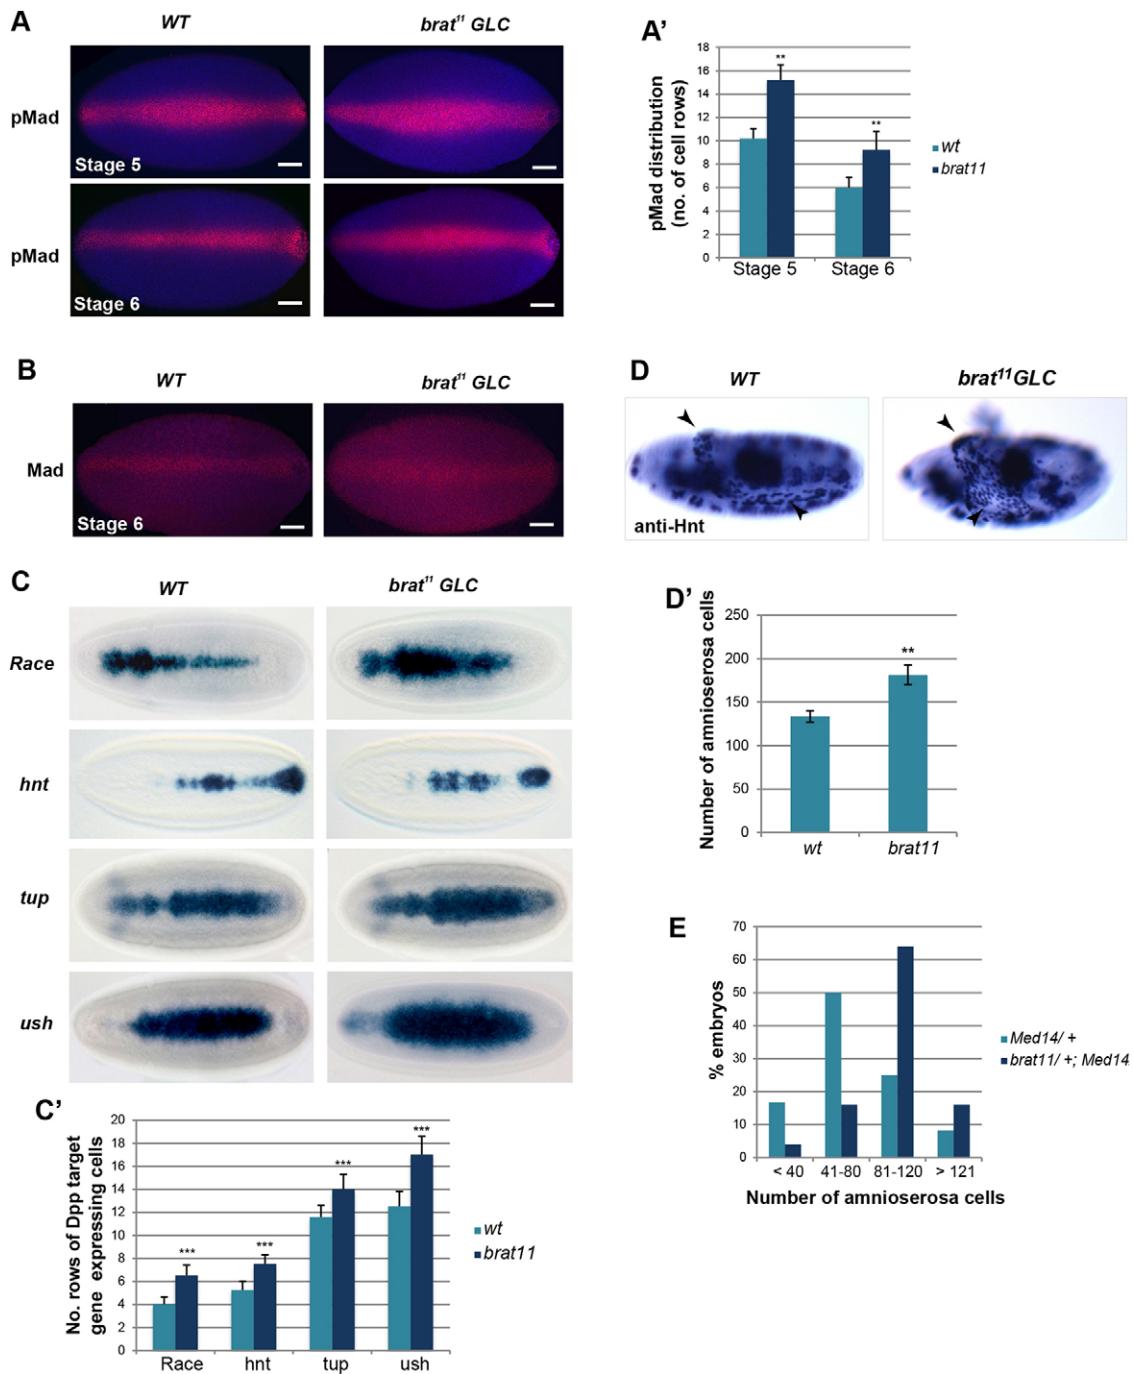 A
WT
brat¹¹ GLC
pMad
Stage 5
pMad
Stage 6
A'
pMad distribution
(no. of cell rows)
18
16
14
12
10
8
6
4
2
0
**
**
Stage 5
Stage 6
wt
brat11
B
WT
brat¹¹ GLC
Mad
Stage 6
D
WT
brat¹¹GLC
anti-Hnt
C
WT
brat¹¹ GLC
Race
hnt
tup
ush
D'
Number of amnioserosa cells
250
200
150
100
50
0
**
wt
brat11
E
% embryos
70
60
50
40
30
20
10
0
< 40
41-80
81-120
> 121
Number of amnioserosa cells
Med14/ +
brat11/ +; Med14
C'
No. rows of Dpp target
gene expressing cells
20
18
16
14
12
10
8
6
4
2
0
***
***
***
***
Race
hnt
tup
ush
wt
brat11